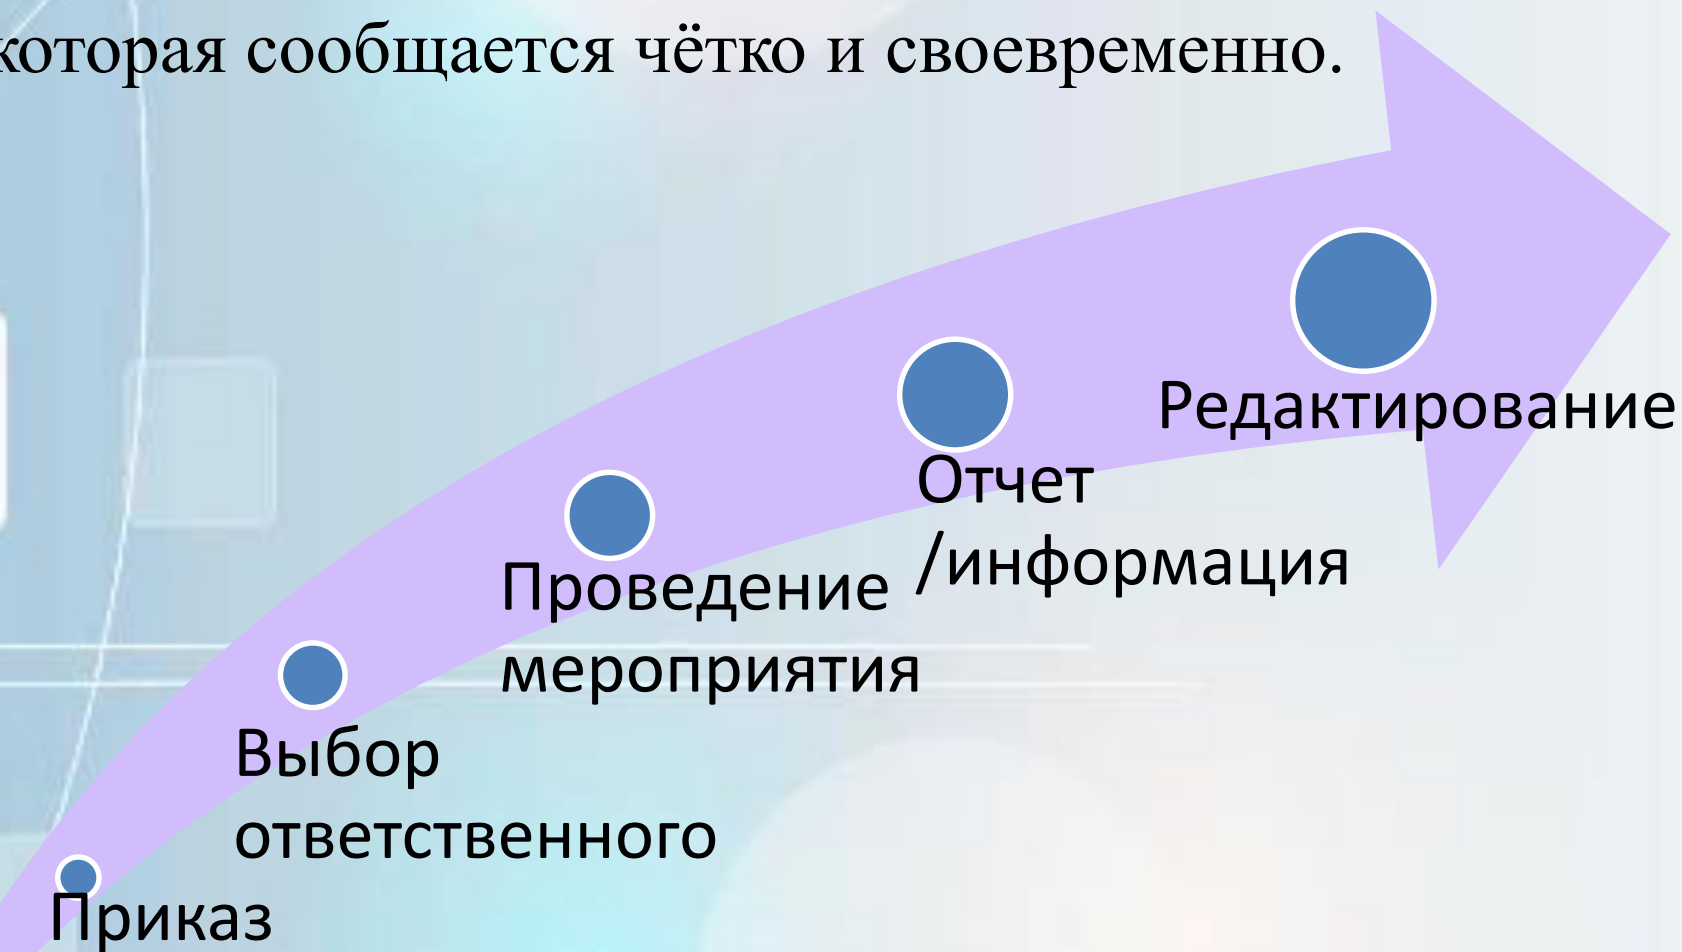 которая сообщается чётко и своевременно.
Редактирование
Отчет
/информация
Проведение
мероприятия
Выбор
ответственного
Приказ